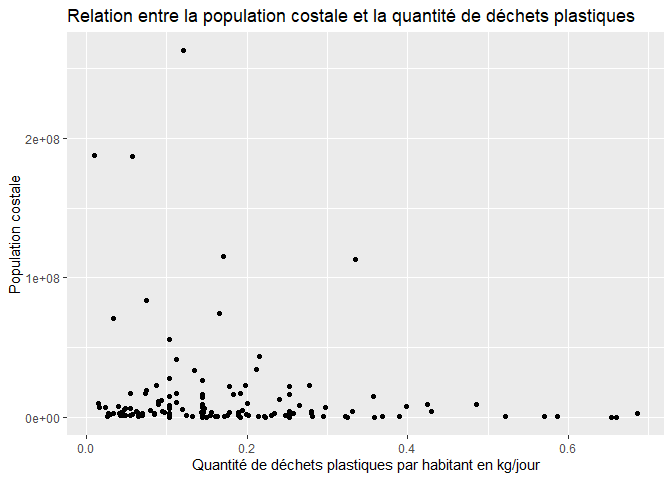 Relation entre la population costale et la quantité de déchets plastiques
Population costale
2e+08
1e+08
0e+00
0.0
0.2
0.4
0.6
Quantité de déchets plastiques par habitant en kg/jour